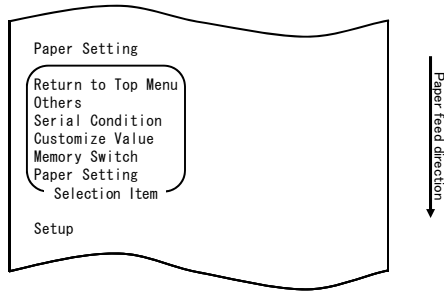 Paper Setting
Return to Top Menu
Others
Serial Condition
Customize Value
Memory Switch
Paper Setting
Selection Item
Setup
Paper feed direction